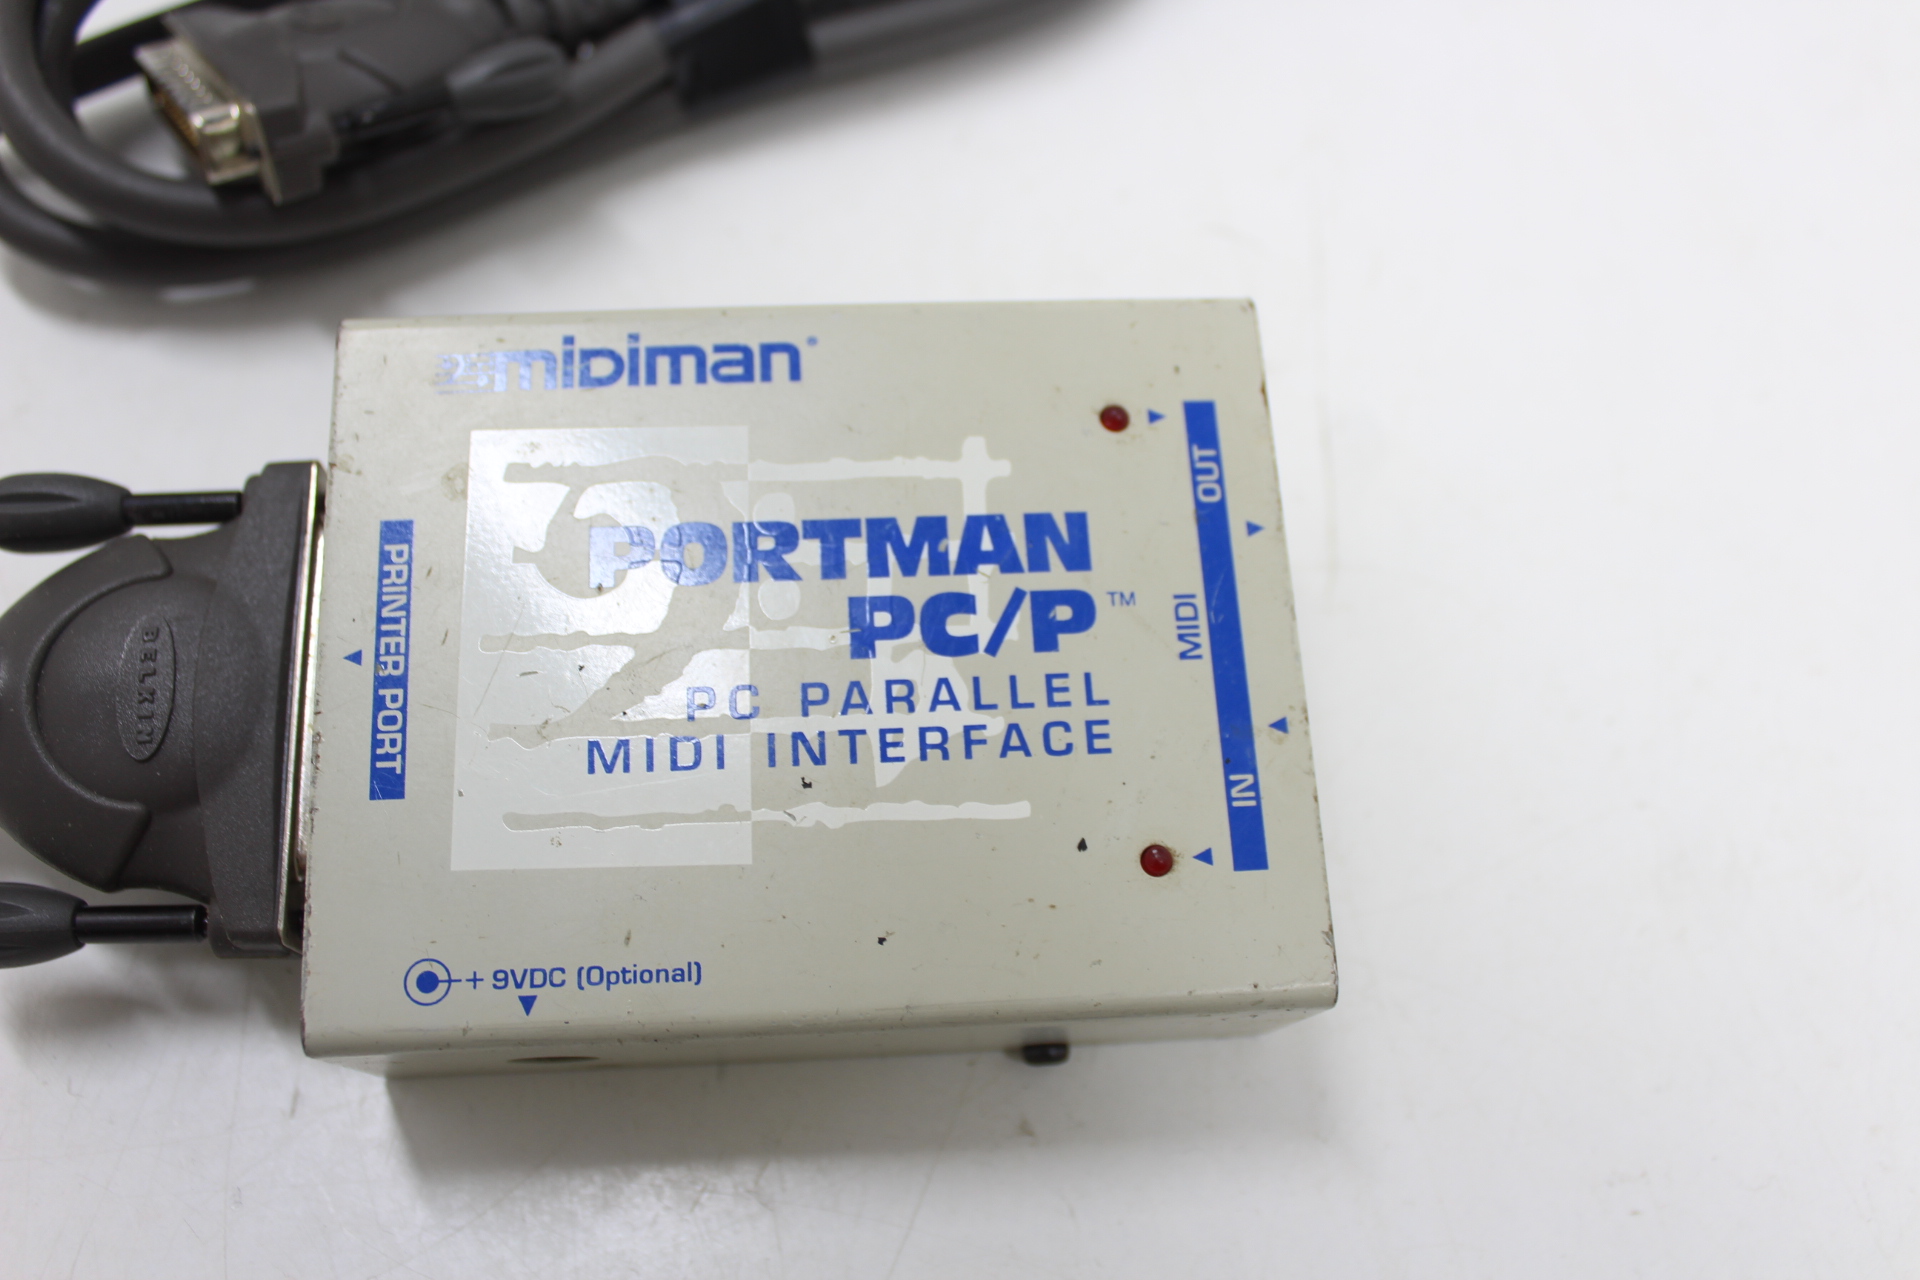 midiman®
PORTMAN
PC/P™
PC PARALLEL
MIDI INTERFACE
PRINTER PORT
BELKIN
OUT
MIDI
IN
+ 9VDC (Optional)